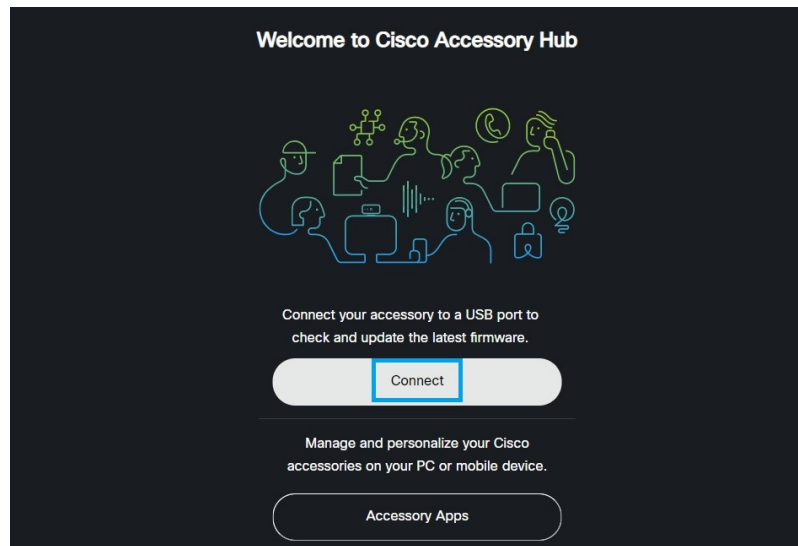 Welcome to Cisco Accessory Hub
Connect your accessory to a USB port to
check and update the latest firmware.
Connect
Manage and personalize your Cisco
accessories on your PC or mobile device.
Accessory Apps